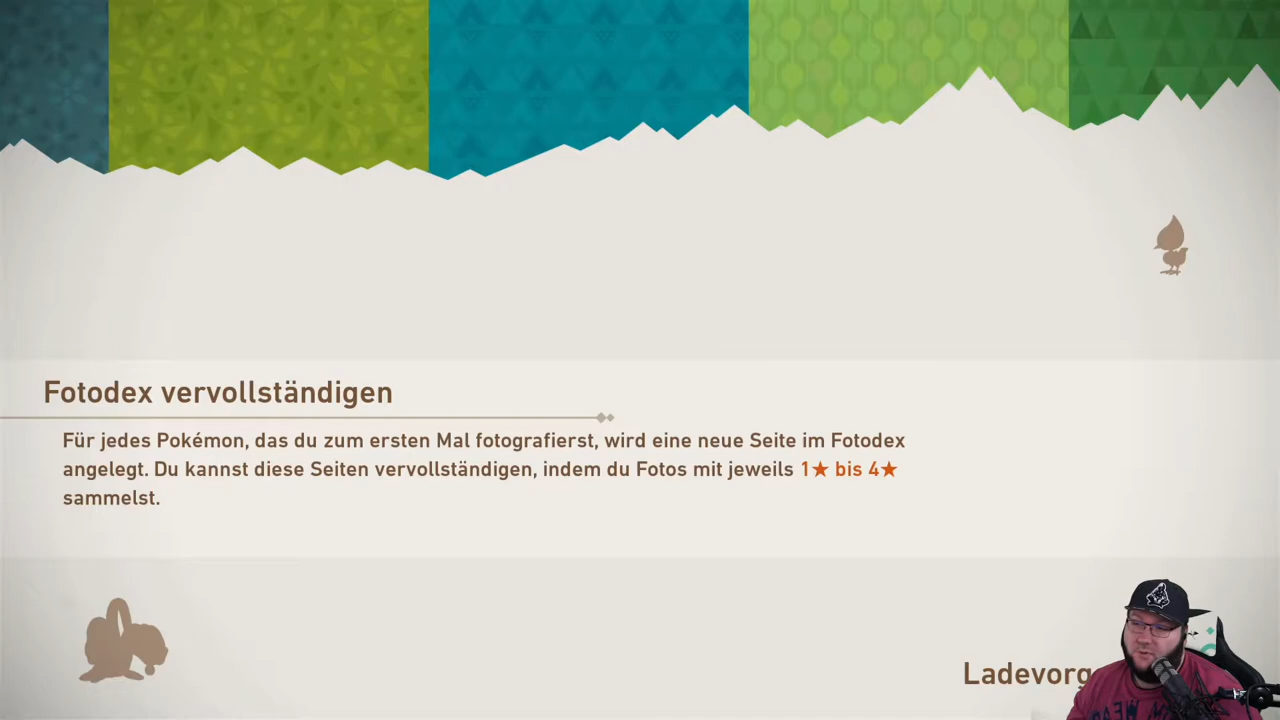 Fotodex vervollständigen
Für jedes Pokémon, das du zum ersten Mal fotografierst, wird eine neue Seite im Fotodex
angelegt. Du kannst diese Seiten vervollständigen, indem du Fotos mit jeweils 1★ bis 4★
sammelst.
Ladevorg